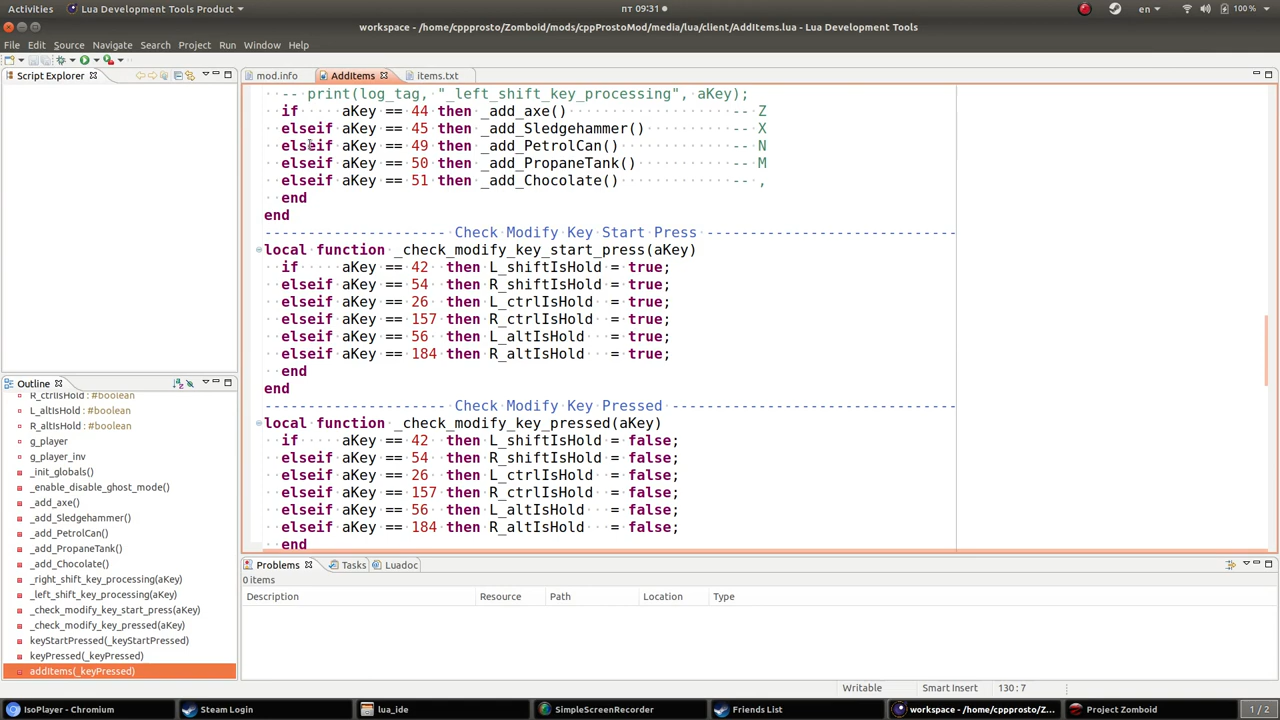 Activities Lua Development Tools Product пт 09:31 en 100 %
workspace - /home/cppprosto/Zomboid/mods/cppProstoMod/media/lua/client/AddItems.lua - Lua Development Tools
File Edit Source Navigate Search Project Run Window Help
Script Explorer
mod.info AddItems items.txt
-- print(log_tag, "_left_shift_key_processing", aKey);
if aKey == 44 then _add_axe() -- Z
elseif aKey == 45 then _add_Sledgehammer() -- X
elseif aKey == 49 then _add_PetrolCan() -- N
elseif aKey == 50 then _add_PropaneTank() -- M
elseif aKey == 51 then _add_Chocolate() -- ,
end
end
--------------------- Check Modify Key Start Press ------------------------------
local function _check_modify_key_start_press(aKey)
if aKey == 42 then L_shiftIsHold = true;
elseif aKey == 54 then R_shiftIsHold = true;
elseif aKey == 26 then L_ctrlIsHold = true;
elseif aKey == 157 then R_ctrlIsHold = true;
elseif aKey == 56 then L_altIsHold = true;
elseif aKey == 184 then R_altIsHold = true;
end
end
--------------------- Check Modify Key Pressed ---------------------------------
local function _check_modify_key_pressed(aKey)
if aKey == 42 then L_shiftIsHold = false;
elseif aKey == 54 then R_shiftIsHold = false;
elseif aKey == 26 then L_ctrlIsHold = false;
elseif aKey == 157 then R_ctrlIsHold = false;
elseif aKey == 56 then L_altIsHold = false;
elseif aKey == 184 then R_altIsHold = false;
end
Outline
R_ctrlIsHold : #boolean
L_altIsHold : #boolean
R_altIsHold : #boolean
g_player
g_player_inv
_init_globals()
_enable_disable_ghost_mode()
_add_axe()
_add_Sledgehammer()
_add_PetrolCan()
_add_PropaneTank()
_add_Chocolate()
_right_shift_key_processing(aKey)
_left_shift_key_processing(aKey)
_check_modify_key_start_press(aKey)
_check_modify_key_pressed(aKey)
keyStartPressed(_keyStartPressed)
keyPressed(_keyPressed)
addItems(_keyPressed)
Problems Tasks Luadoc
0 items
Description Resource Path Location Type
Writable Smart Insert 130 : 7
IsoPlayer - Chromium Steam Login lua_ide SimpleScreenRecorder Friends List workspace - /home/cppprosto/Z... Project Zomboid 1 / 2